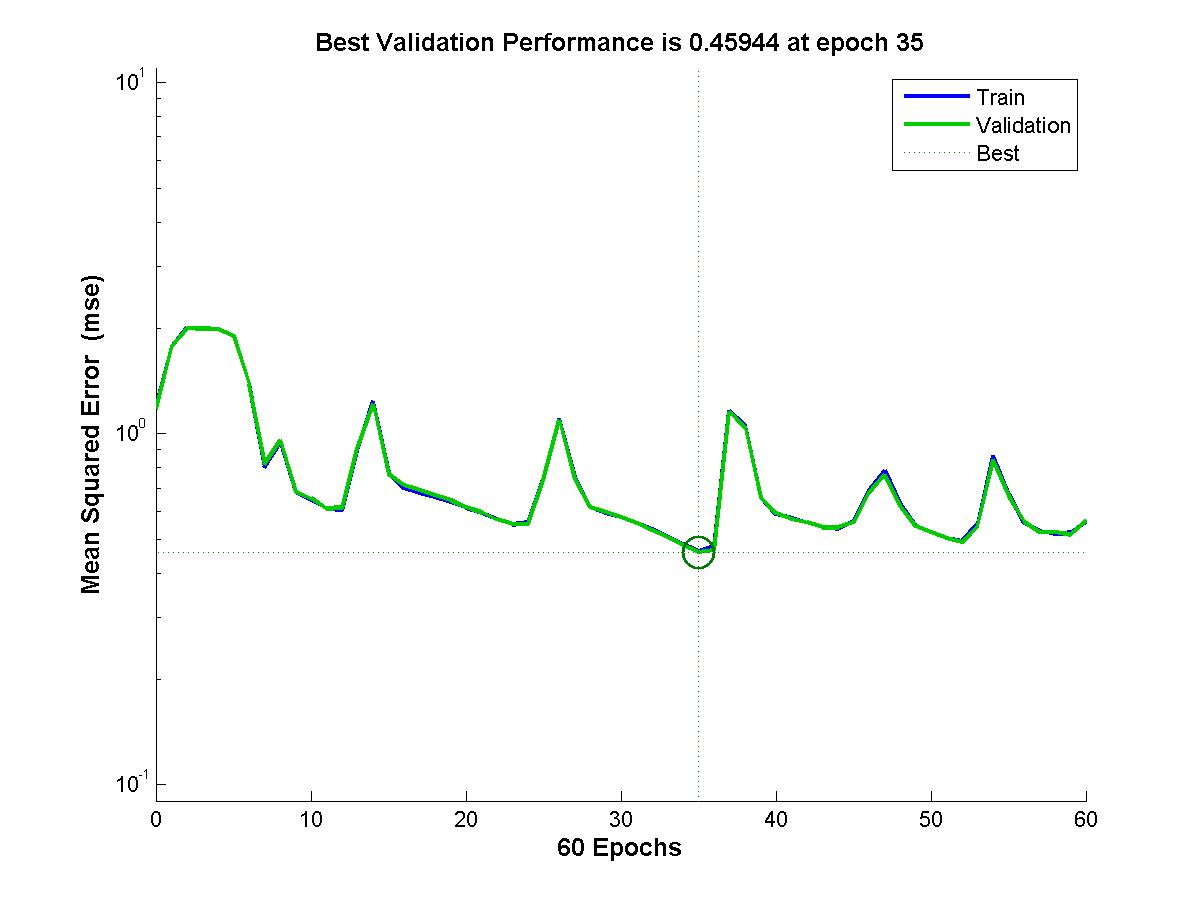 Best Validation Performance is 0.45944 at epoch 35
10^1
10^0
10^-1
Mean Squared Error (mse)
Train
Validation
Best
0 10 20 30 40 50 60
60 Epochs